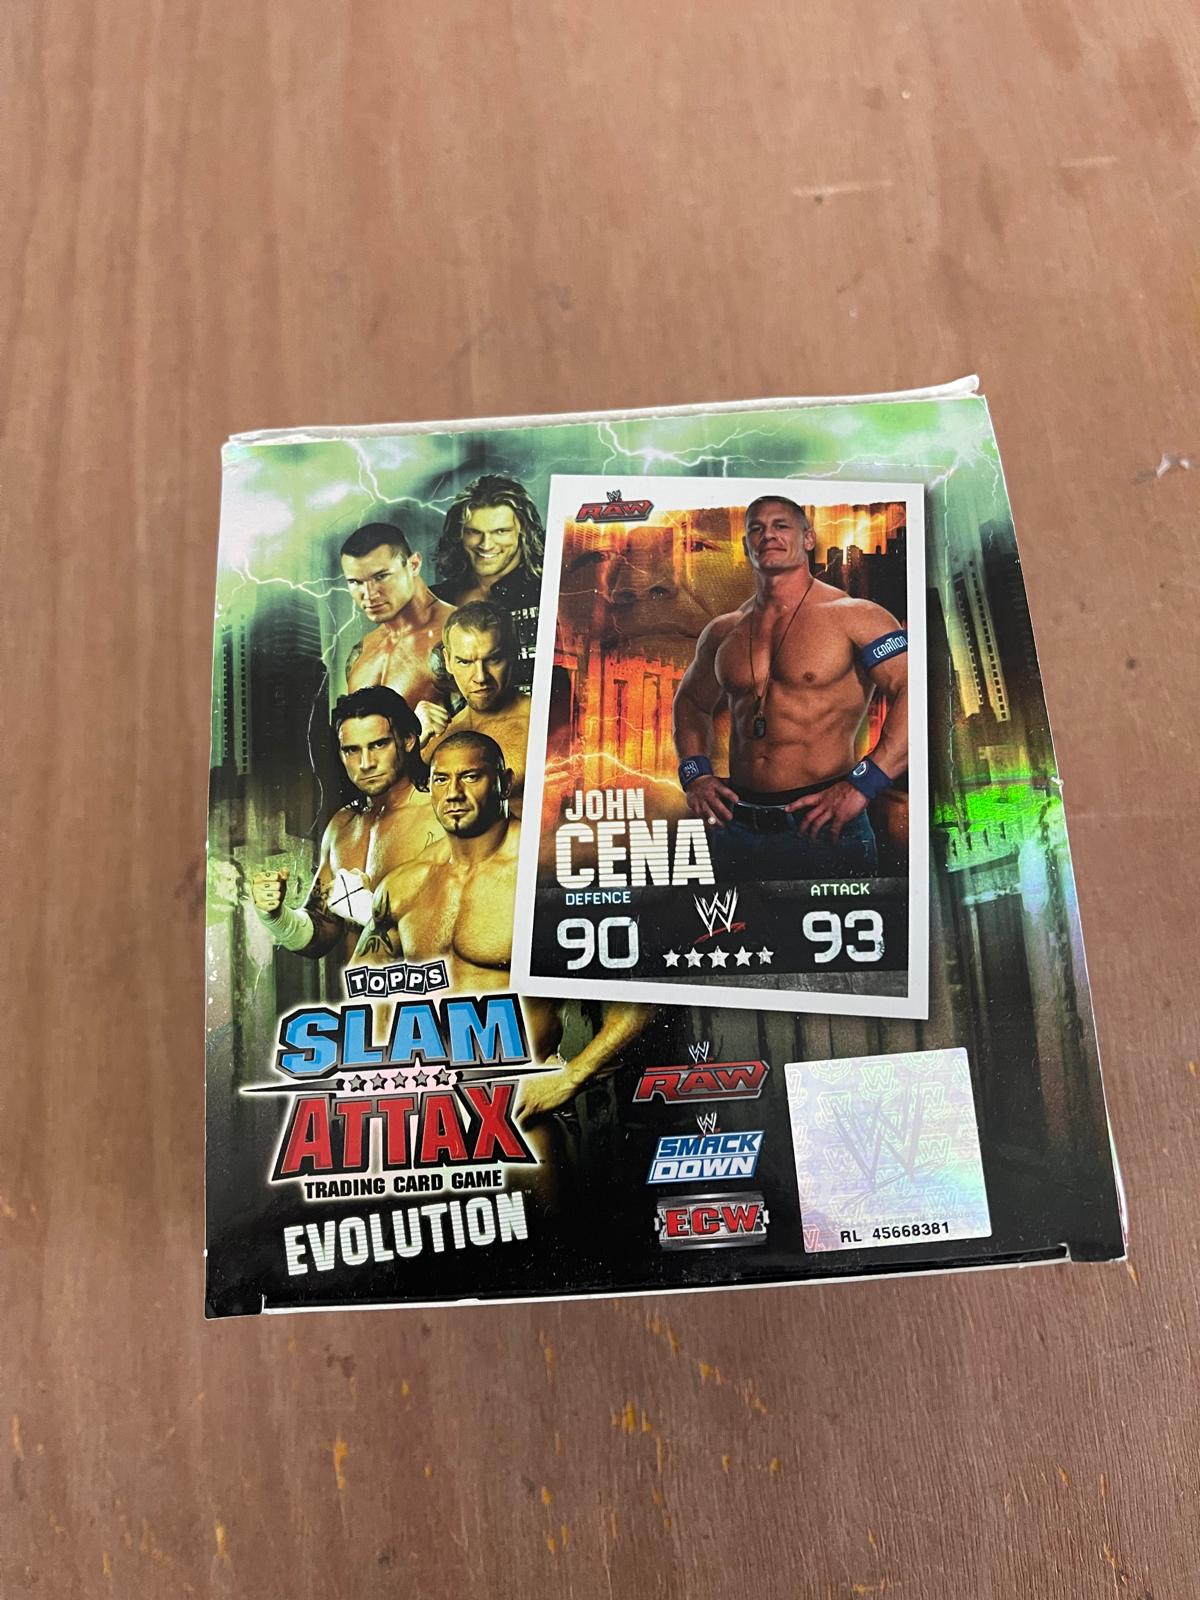 RAW
CENATION
JOHN
CENA
DEFENCE
ATTACK
90
W
93
TOPPS
SLAM
ATTAX
TRADING CARD GAME
EVOLUTION
W
RAW
W
SMACK
DOWN
ECW
W
RL 45668381